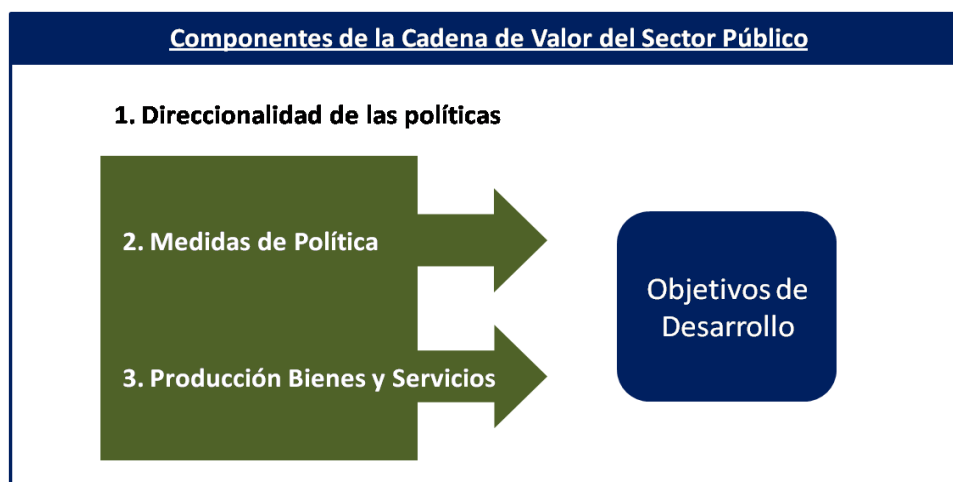 Componentes de la Cadena de Valor del Sector Público
1. Direccionalidad de las políticas
2. Medidas de Política
3. Producción Bienes y Servicios
Objetivos de
Desarrollo